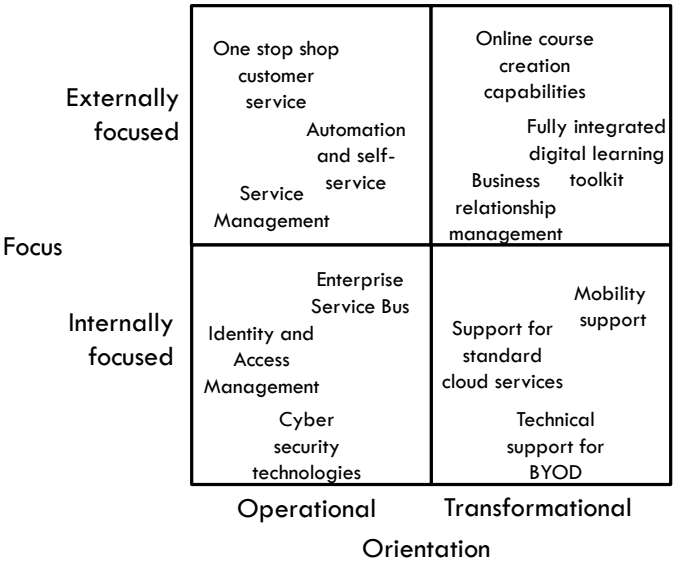 One stop shop
customer
service
Automation
and self-
service
Service
Management
Online course
creation
capabilities
Fully integrated
digital learning
toolkit
Business
relationship
management
Externally
focused
Focus
Internally
focused
Enterprise
Service Bus
Identity and
Access
Management
Cyber
security
technologies
Mobility
support
Support for
standard
cloud services
Technical
support for
BYOD
Operational
Transformational
Orientation